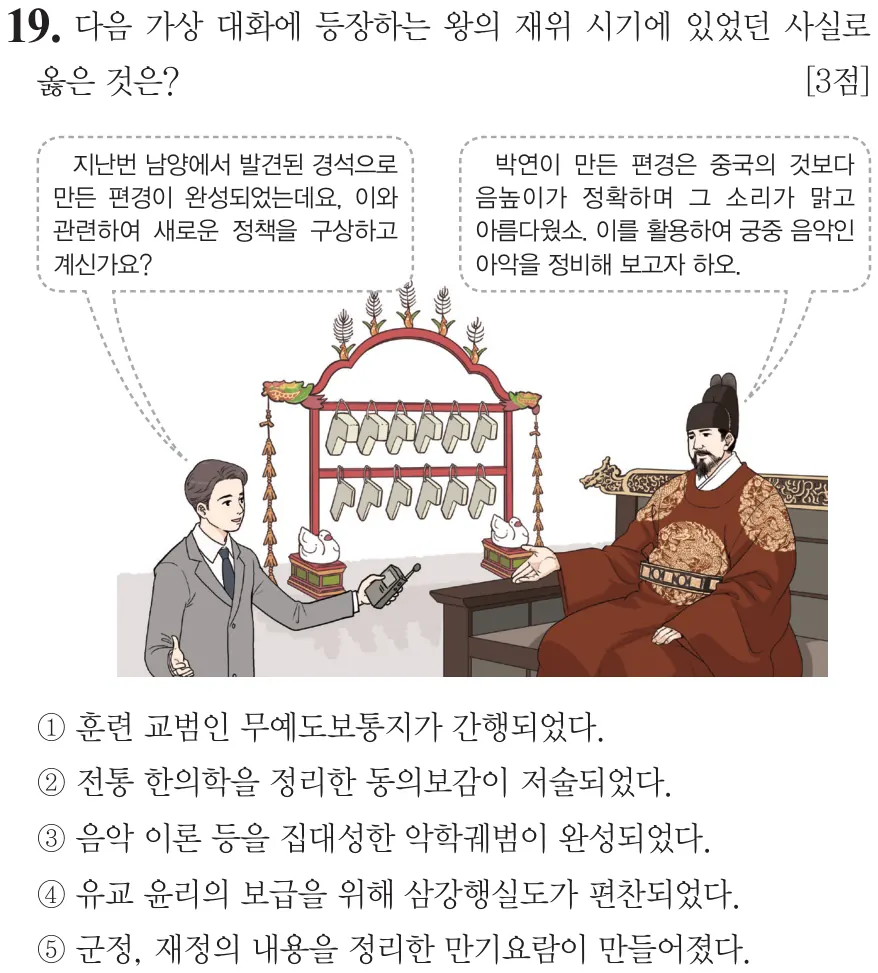 19. 다음 가상 대화에 등장하는 왕의 재위 시기에 있었던 사실로
옳은 것은? [3점]
지난번 남양에서 발견된 경석으로
만든 편경이 완성되었는데요, 이와
관련하여 새로운 정책을 구상하고
계신가요?
박연이 만든 편경은 중국의 것보다
음높이가 정확하며 그 소리가 맑고
아름다웠소. 이를 활용하여 궁중 음악인
아악을 정비해 보고자 하오.
① 훈련 교범인 무예도보통지가 간행되었다.
② 전통 한의학을 정리한 동의보감이 저술되었다.
③ 음악 이론 등을 집대성한 악학궤범이 완성되었다.
④ 유교 윤리의 보급을 위해 삼강행실도가 편찬되었다.
⑤ 군정, 재정의 내용을 정리한 만기요람이 만들어졌다.